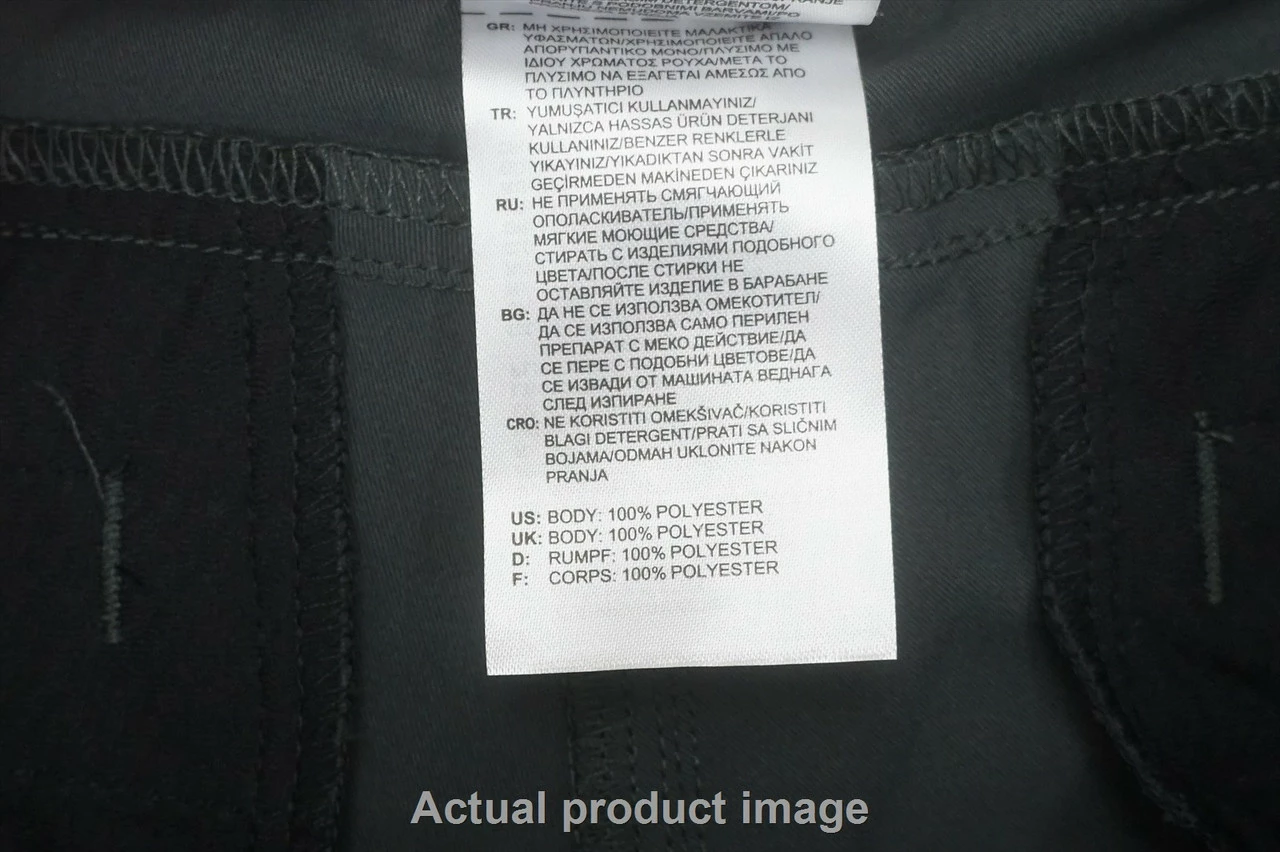 GR: ΜΗ ΧΡΗΣΙΜΟΠΟΙΕΙΤΕ ΜΑΛΑΚΤΙΚΑ
ΥΦΑΣΜΑΤΩΝ/ΧΡΗΣΙΜΟΠΟΙΕΙΤΕ ΑΠΑΛΟ
ΑΠΟΡΥΠΑΝΤΙΚΟ ΜΟΝΟ/ΠΛΥΣΙΜΟ ΜΕ
ΙΔΙΟΥ ΧΡΩΜΑΤΟΣ ΡΟΥΧΑ/ΜΕΤΑ ΤΟ
ΠΛΥΣΙΜΟ ΝΑ ΕΞΑΓΕΤΑΙ ΑΜΕΣΩΣ ΑΠΟ
ΤΟ ΠΛΥΝΤΗΡΙΟ
TR: YUMUŞATICI KULLANMAYINIZ/
YALNIZCA HASSAS ÜRÜN DETERJANI
KULLANINIZ/BENZER RENKLERLE
YIKAYINIZ/YIKADIKTAN SONRA VAKİT
GEÇİRMEDEN MAKİNEDEN ÇIKARINIZ
RU: НЕ ПРИМЕНЯТЬ СМЯГЧАЮЩИЙ
ОПОЛАСКИВАТЕЛЬ/ПРИМЕНЯТЬ
МЯГКИЕ МОЮЩИЕ СРЕДСТВА/
СТИРАТЬ С ИЗДЕЛИЯМИ ПОДОБНОГО
ЦВЕТА/ПОСЛЕ СТИРКИ НЕ
ОСТАВЛЯЙТЕ ИЗДЕЛИЕ В БАРАБАНЕ
BG: ДА НЕ СЕ ИЗПОЛЗВА ОМЕКОТИТЕЛ/
ДА СЕ ИЗПОЛЗВА САМО ПЕРИЛЕН
ПРЕПАРАТ С МЕКО ДЕЙСТВИЕ/ДА
СЕ ПЕРЕ С ПОДОБНИ ЦВЕТОВЕ/ДА
СЕ ИЗВАДИ ОТ МАШИНАТА ВЕДНАГА
СЛЕД ИЗПИРАНЕ
CRO: NE KORISTITI OMEKŠIVAČ/KORISTITI
BLAGI DETERGENT/PRATI SA SLIČNIM
BOJAMA/ODMAH UKLONITE NAKON
PRANJA
US: BODY: 100% POLYESTER
UK: BODY: 100% POLYESTER
D: RUMPF: 100% POLYESTER
F: CORPS: 100% POLYESTER
Actual product image